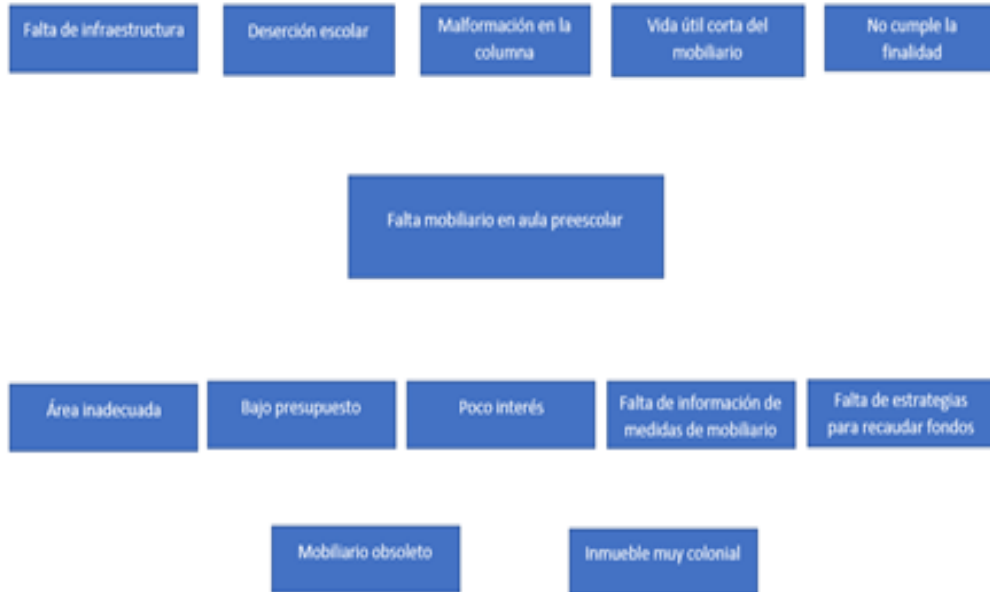 Falta de infraestructura
Deserción escolar
Malformación en la
columna
Vida útil corta del
mobiliario
No cumple la
finalidad
Falta mobiliario en aula preescolar
Área inadecuada
Bajo presupuesto
Poco interés
Falta de información de
medidas de mobiliario
Falta de estrategias
para recaudar fondos
Mobiliario obsoleto
Inmueble muy colonial